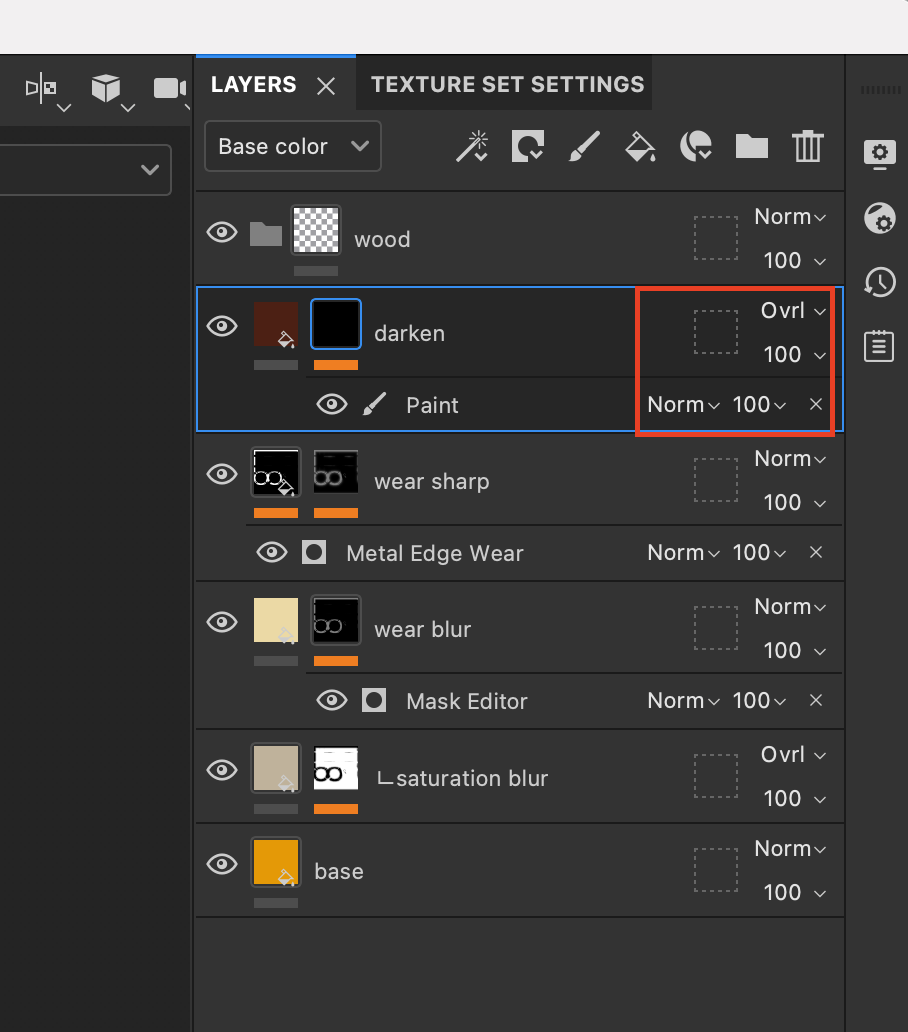 LAYERS TEXTURE SET SETTINGS
Base color
Norm
wood
100
Ovrl
darken
100
Paint Norm 100
Norm
wear sharp
100
Metal Edge Wear Norm 100
Norm
wear blur
100
Mask Editor Norm 100
Ovrl
saturation blur
100
Norm
base
100